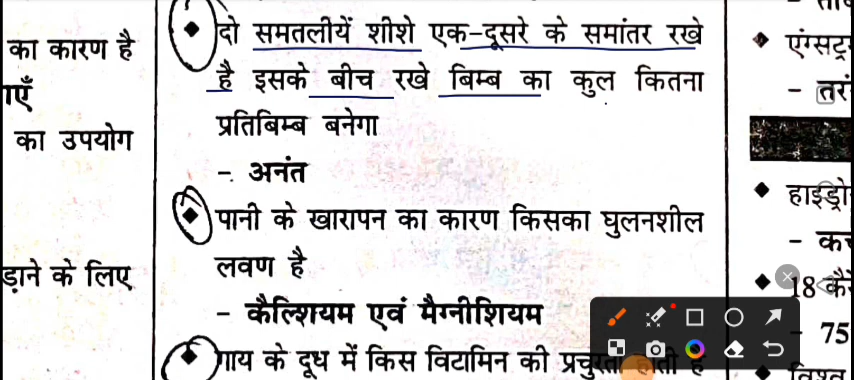 का कारण है
का उपयोग
ड़ाने के लिए
दो समतलीयें शीशे एक-दूसरे के समांतर रखे
है इसके बीच रखे बिम्ब का कुल कितना
प्रतिबिम्ब बनेगा
- अनंत
पानी के खारापन का कारण किसका घुलनशील
लवण है
- कैल्शियम एवं मैग्नीशियम
गाय के दूध में किस विटामिन की प्रचुरता होती है
- तरं
हाइड्रो
18 कैरे
- 75